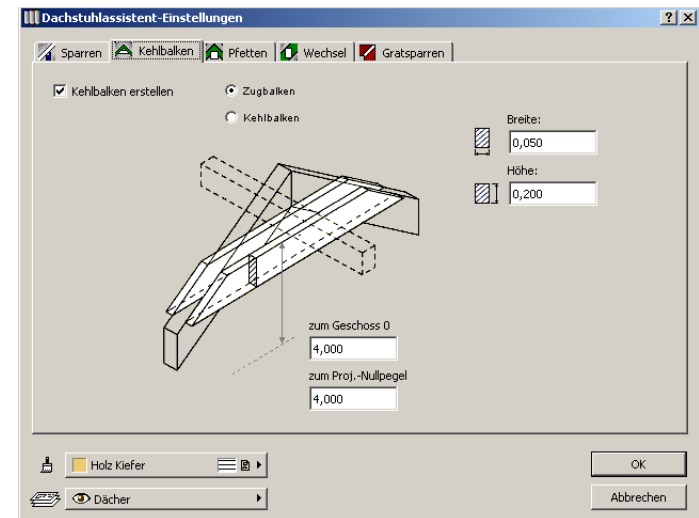 Dachstuhlassistent-Einstellungen
Sparren Kehlbalken Pfetten Wechsel Gratsparren
Kehlbalken erstellen
Zugbalken
Kehlbalken
Breite:
0,050
Höhe:
0,200
zum Geschoss 0
4,000
zum Proj.-Nullpegel
4,000
Holz Kiefer
Dächer
OK
Abbrechen